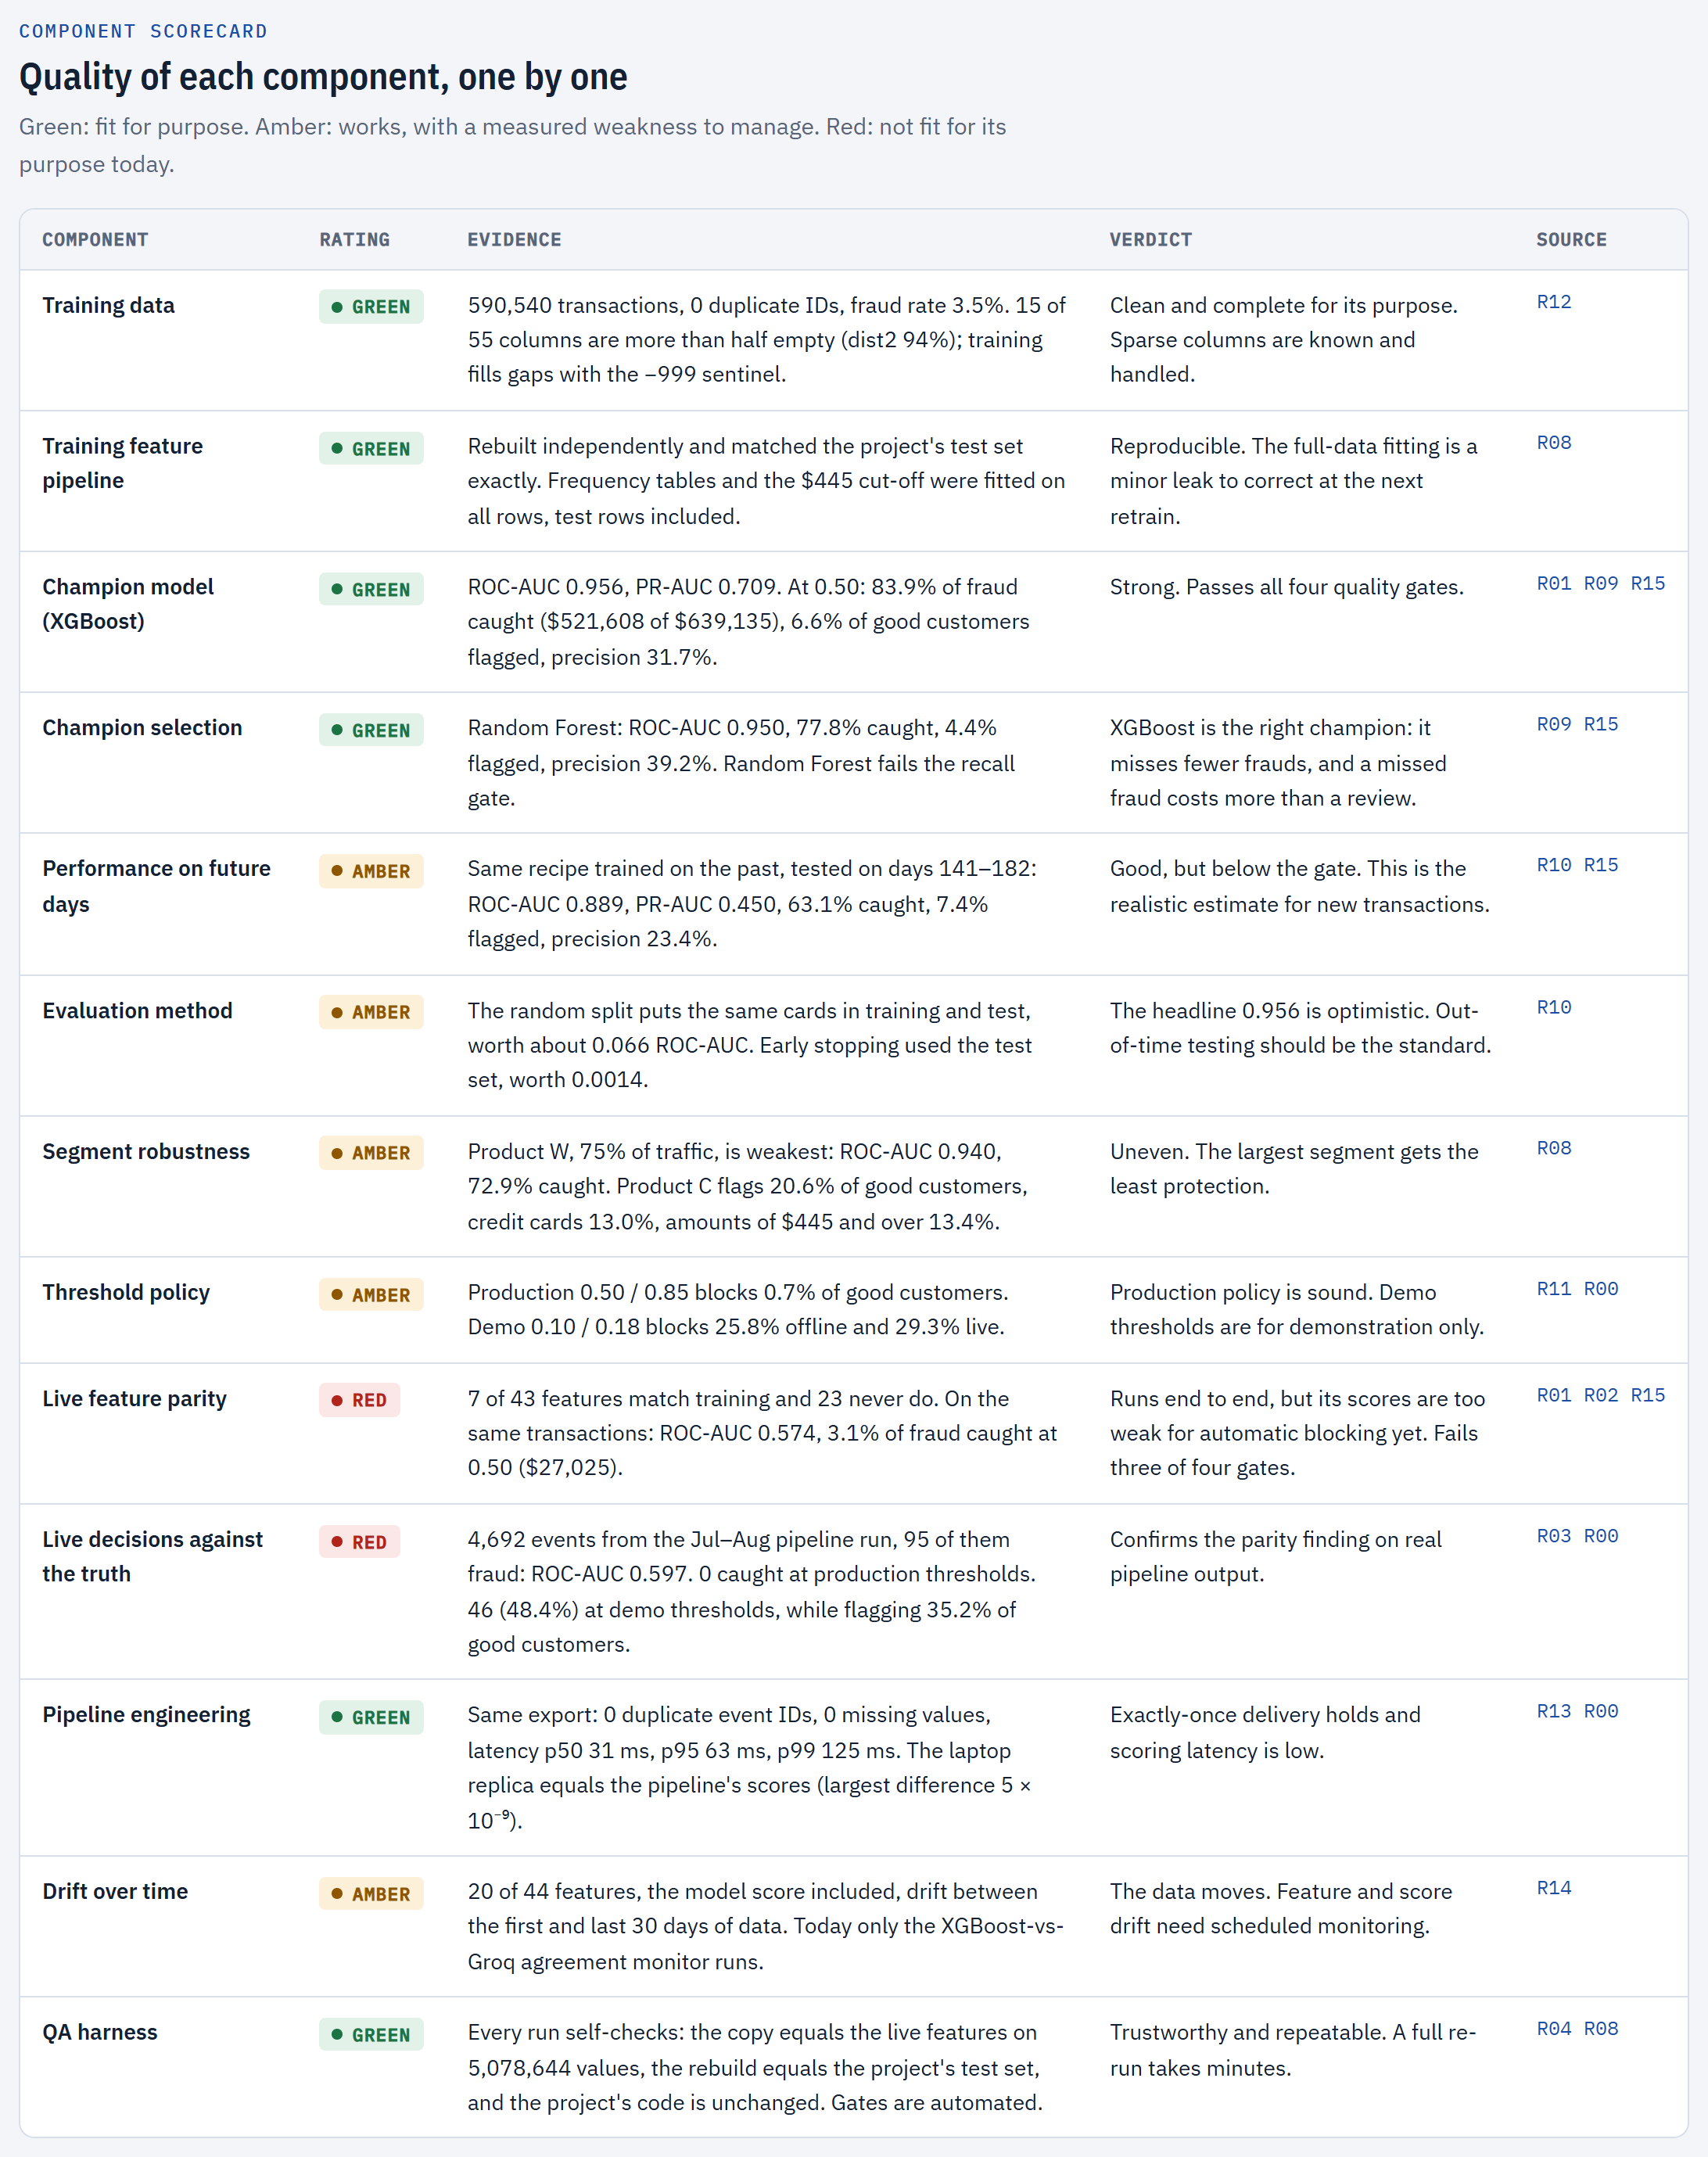 COMPONENT SCORECARD
Quality of each component, one by one
Green: fit for purpose. Amber: works, with a measured weakness to manage. Red: not fit for its
purpose today.
COMPONENT RATING EVIDENCE VERDICT SOURCE
Training data GREEN 590,540 transactions, 0 duplicate IDs, fraud rate 3.5%. 15 of Clean and complete for its purpose. R12
55 columns are more than half empty (dist2 94%); training Sparse columns are known and
fills gaps with the −999 sentinel. handled.
Training feature GREEN Rebuilt independently and matched the project's test set Reproducible. The full-data fitting is a R08
pipeline exactly. Frequency tables and the $445 cut-off were fitted on minor leak to correct at the next
all rows, test rows included. retrain.
Champion model GREEN ROC-AUC 0.956, PR-AUC 0.709. At 0.50: 83.9% of fraud Strong. Passes all four quality gates. R01 R09 R15
(XGBoost) caught ($521,608 of $639,135), 6.6% of good customers
flagged, precision 31.7%.
Champion selection GREEN Random Forest: ROC-AUC 0.950, 77.8% caught, 4.4% XGBoost is the right champion: it R09 R15
flagged, precision 39.2%. Random Forest fails the recall misses fewer frauds, and a missed
gate. fraud costs more than a review.
Performance on future AMBER Same recipe trained on the past, tested on days 141–182: Good, but below the gate. This is the R10 R15
days ROC-AUC 0.889, PR-AUC 0.450, 63.1% caught, 7.4% realistic estimate for new transactions.
flagged, precision 23.4%.
Evaluation method AMBER The random split puts the same cards in training and test, The headline 0.956 is optimistic. Out- R10
worth about 0.066 ROC-AUC. Early stopping used the test of-time testing should be the standard.
set, worth 0.0014.
Segment robustness AMBER Product W, 75% of traffic, is weakest: ROC-AUC 0.940, Uneven. The largest segment gets the R08
72.9% caught. Product C flags 20.6% of good customers, least protection.
credit cards 13.0%, amounts of $445 and over 13.4%.
Threshold policy AMBER Production 0.50 / 0.85 blocks 0.7% of good customers. Production policy is sound. Demo R11 R00
Demo 0.10 / 0.18 blocks 25.8% offline and 29.3% live. thresholds are for demonstration only.
Live feature parity RED 7 of 43 features match training and 23 never do. On the Runs end to end, but its scores are too R01 R02 R15
same transactions: ROC-AUC 0.574, 3.1% of fraud caught at weak for automatic blocking yet. Fails
0.50 ($27,025). three of four gates.
Live decisions against RED 4,692 events from the Jul–Aug pipeline run, 95 of them Confirms the parity finding on real R03 R00
the truth fraud: ROC-AUC 0.597. 0 caught at production thresholds. pipeline output.
46 (48.4%) at demo thresholds, while flagging 35.2% of
good customers.
Pipeline engineering GREEN Same export: 0 duplicate event IDs, 0 missing values, Exactly-once delivery holds and R13 R00
latency p50 31 ms, p95 63 ms, p99 125 ms. The laptop scoring latency is low.
replica equals the pipeline's scores (largest difference 5 ×
10⁻⁹).
Drift over time AMBER 20 of 44 features, the model score included, drift between The data moves. Feature and score R14
the first and last 30 days of data. Today only the XGBoost-vs- drift need scheduled monitoring.
Groq agreement monitor runs.
QA harness GREEN Every run self-checks: the copy equals the live features on Trustworthy and repeatable. A full re- R04 R08
5,078,644 values, the rebuild equals the project's test set, run takes minutes.
and the project's code is unchanged. Gates are automated.